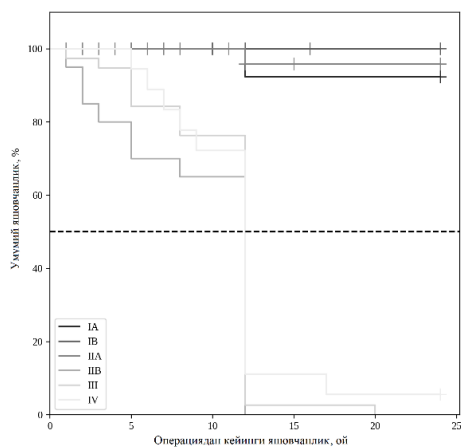 Умумий яшовчанлик, %
100
80
60
40
20
0
IA
IB
IIA
IIB
III
IV
0 5 10 15 20 25
Операциядан кейинги яшовчанлик, ой